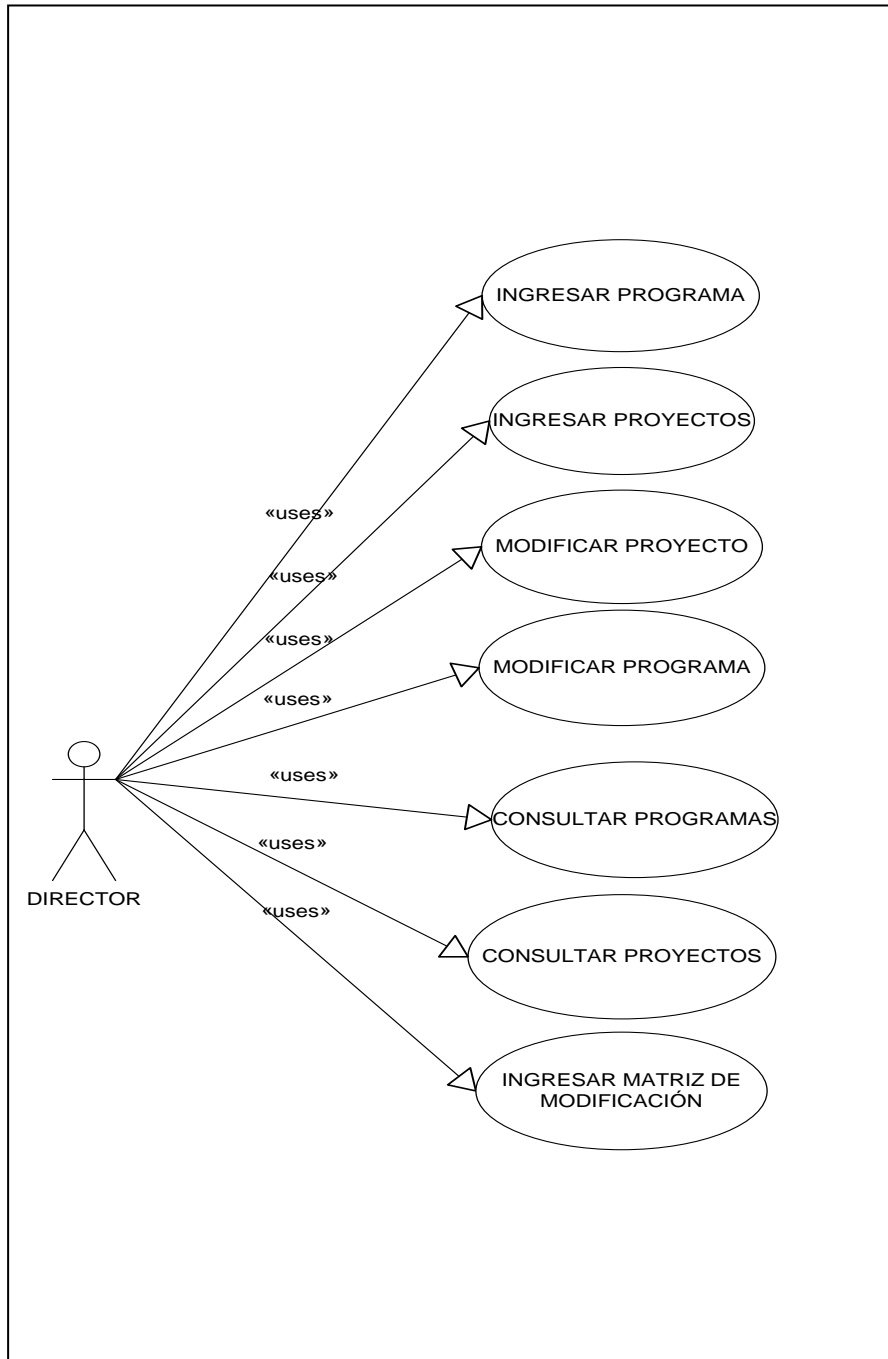 INGRESAR PROGRAMA
INGRESAR PROYECTOS
«uses»
MODIFICAR PROYECTO
«uses»
«uses»
MODIFICAR PROGRAMA
«uses»
«uses»
CONSULTAR PROGRAMAS
«uses»
DIRECTOR
«uses»
CONSULTAR PROYECTOS
INGRESAR MATRIZ DE
MODIFICACIÓN